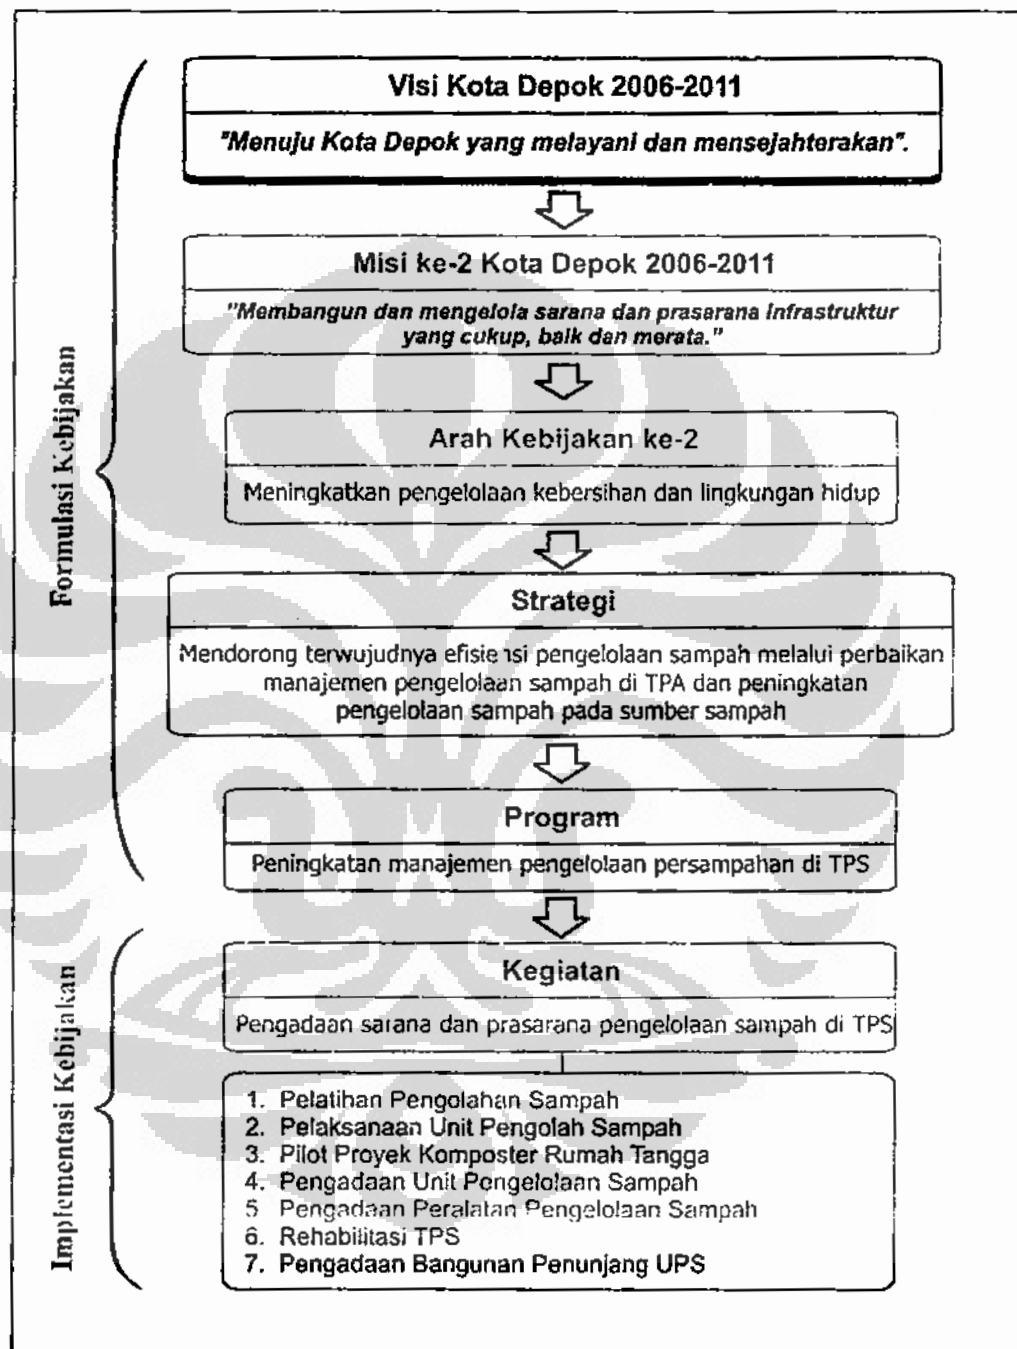 Visi Kota Depok 2006-2011
"Menuju Kota Depok yang melayani dan mensejahterakan".
Misi ke-2 Kota Depok 2006-2011
"Membangun dan mengelola sarana dan prasarana infrastruktur
yang cukup, baik dan merata."
Arah Kebijakan ke-2
Meningkatkan pengelolaan kebersihan dan lingkungan hidup
Strategi
Mendorong terwujudnya efisiensi pengelolaan sampah melalui perbaikan
manajemen pengelolaan sampah di TPA dan peningkatan
pengelolaan sampah pada sumber sampah
Program
Peningkatan manajemen pengelolaan persampahan di TPS
Formulasi Kebijakan
Kegiatan
Pengadaan sarana dan prasarana pengelolaan sampah di TPS
1. Pelatihan Pengolahan Sampah
2. Pelaksanaan Unit Pengolah Sampah
3. Pilot Proyek Komposter Rumah Tangga
4. Pengadaan Unit Pengelolaan Sampah
5 Pengadaan Peralatan Pengelolaan Sampah
6. Rehabilitasi TPS
7. Pengadaan Bangunan Penunjang UPS
Implementasi Kebijakan